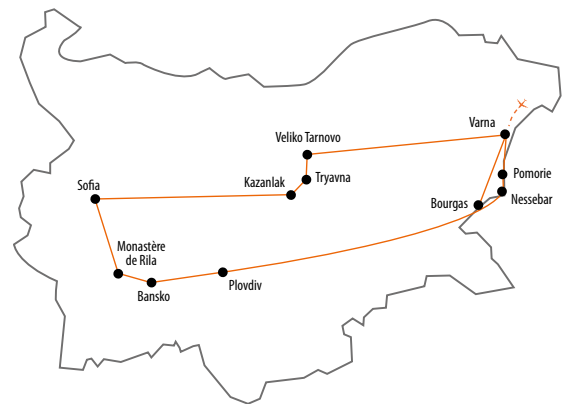 Varna
Veliko Tarnovo
Pomorie
Tryavna
Kazanlak
Sofia
Nessebar
Bourgas
Monastère
de Rila
Plovdiv
Bansko